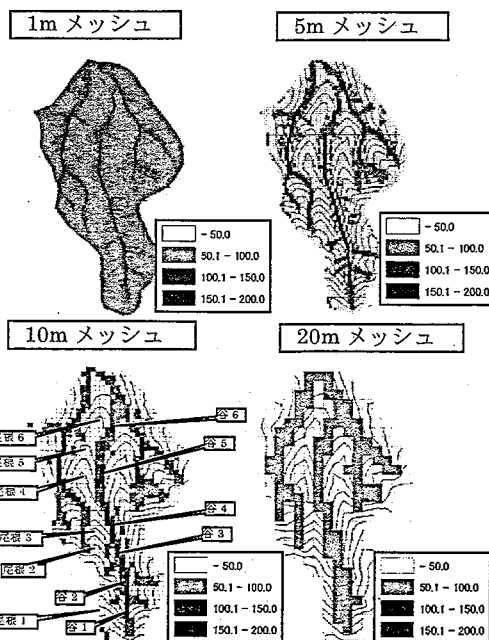 1m メッシュ
5m メッシュ
- 50.0
50.1 - 100.0
100.1 - 150.0
150.1 - 200.0
- 50.0
50.1 - 100.0
100.1 - 150.0
150.1 - 200.0
10m メッシュ
20m メッシュ
尾根 6
尾根 5
尾根 4
尾根 3
尾根 2
尾根 1
谷 6
谷 5
谷 4
谷 3
谷 2
谷 1
- 50.0
50.1 - 100.0
100.1 - 150.0
150.1 - 200.0
- 50.0
50.1 - 100.0
100.1 - 150.0
150.1 - 200.0